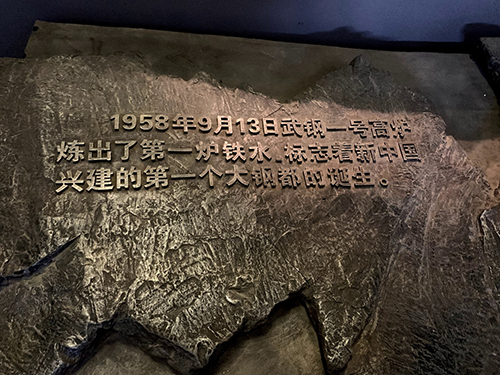 1958年9月13日武钢一号高炉
炼出了第一炉铁水，标志着新中国
兴建的第一个大钢都的诞生。